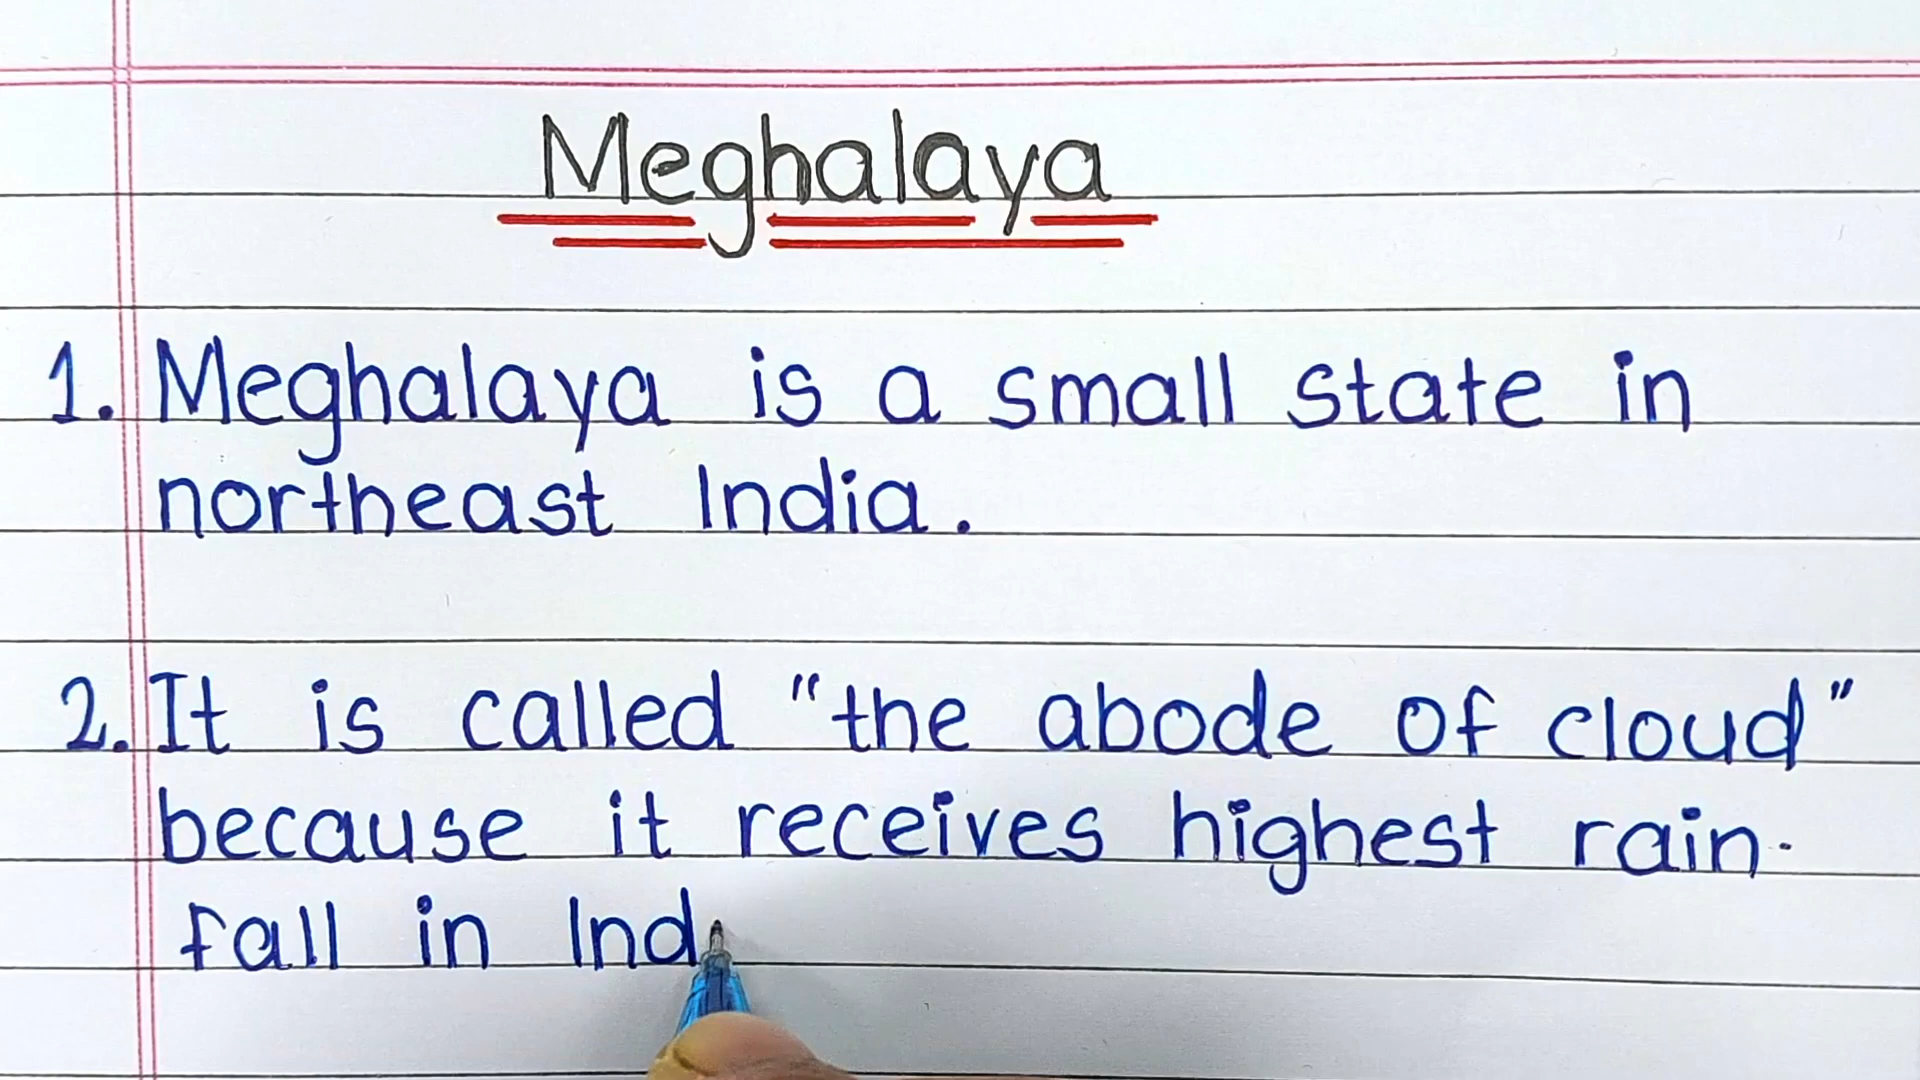 Meghalaya
1. Meghalaya is a small state in
northeast India.
2. It is called "the abode of cloud"
because it receives highest rain-
fall in Ind